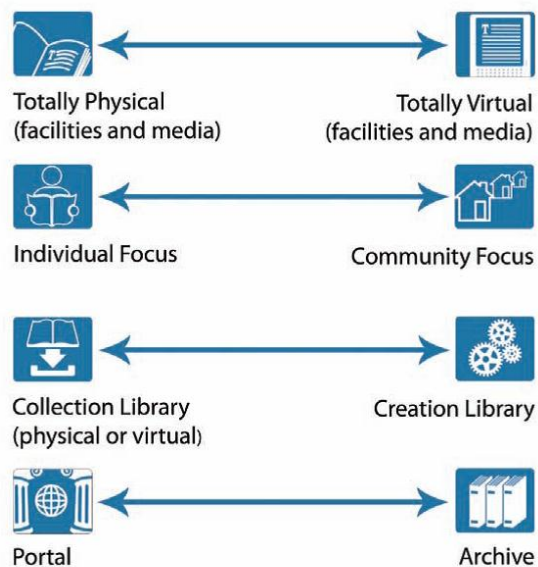 Totally Physical
(facilities and media)
Totally Virtual
(facilities and media)
Individual Focus
Community Focus
Collection Library
(physical or virtual)
Creation Library
Portal
Archive